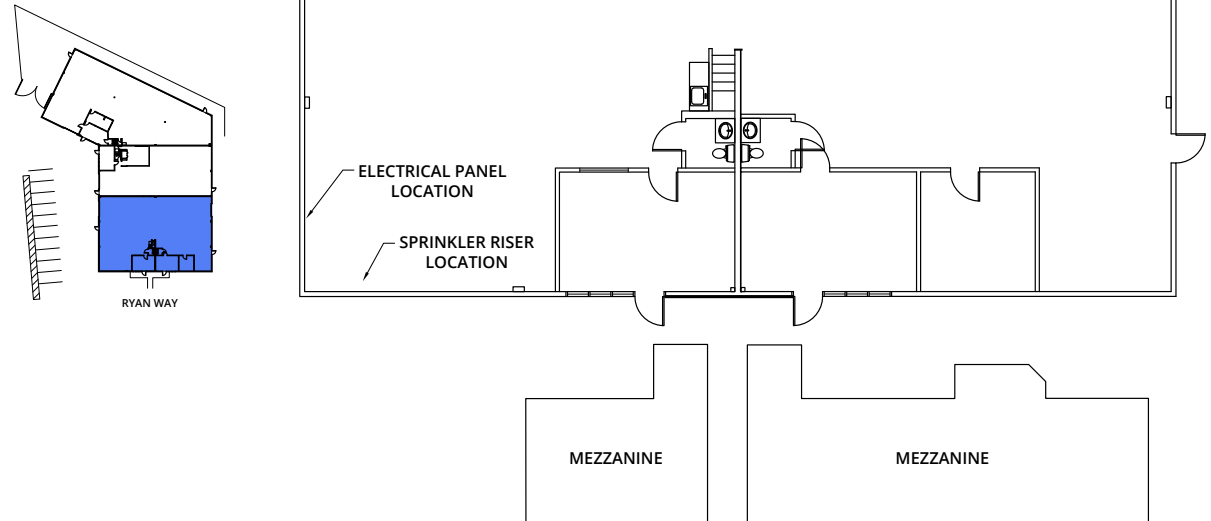 ELECTRICAL PANEL
LOCATION
SPRINKLER RISER
LOCATION
RYAN WAY
MEZZANINE
MEZZANINE